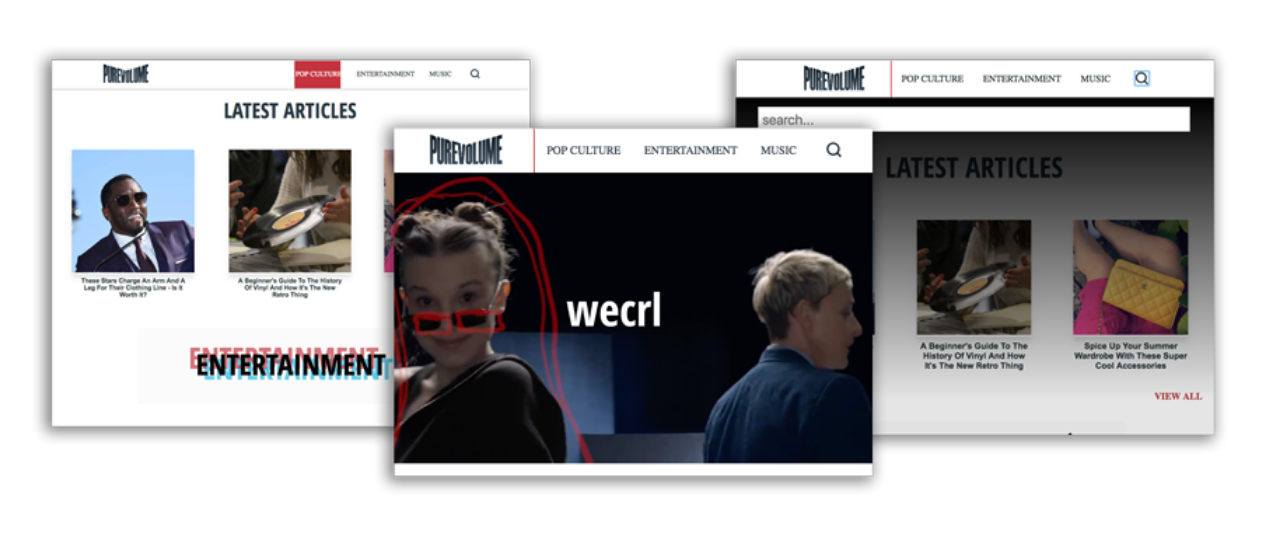 PUREVOLUME
POP CULTURE
ENTERTAINMENT
MUSIC
LATEST ARTICLES
These Stars Charge An Arm And A
Leg For Their Clothing Line - Is It
Worth It?
A Beginner's Guide To The History
Of Vinyl And How It's The New
Retro Thing
ENTERTAINMENT
PUREVOLUME
POP CULTURE
ENTERTAINMENT
MUSIC
wecrl
PUREVOLUME
POP CULTURE
ENTERTAINMENT
MUSIC
search...
LATEST ARTICLES
A Beginner's Guide To The
History Of Vinyl And How
It's The New Retro Thing
Spice Up Your Summer
Wardrobe With These Super
Cool Accessories
VIEW ALL